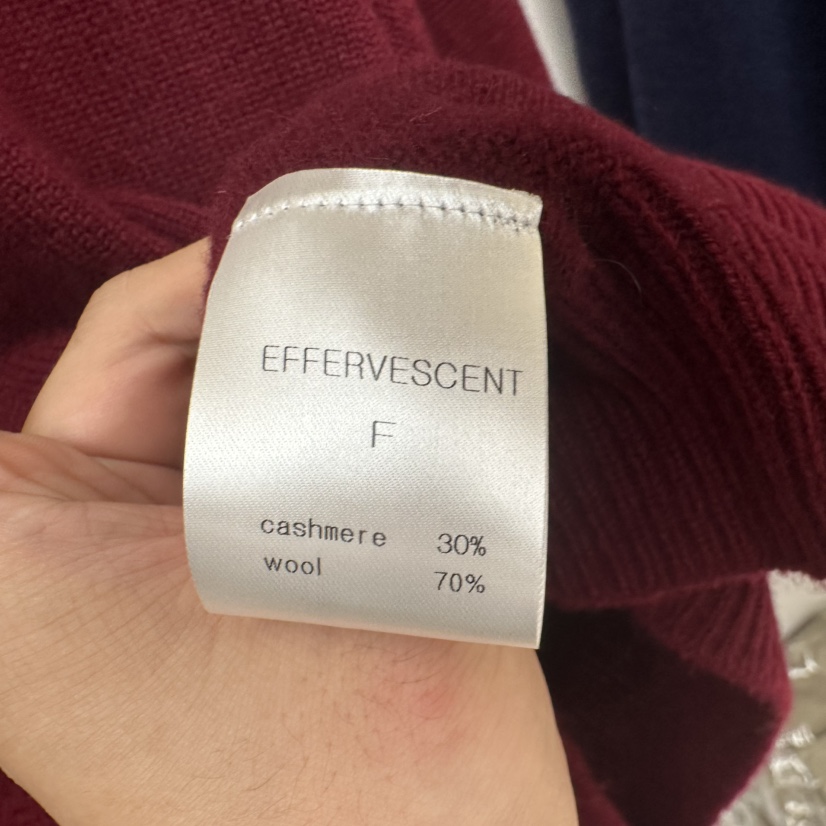 EFFERVESCENT
F
cashmere 30%
wool 70%